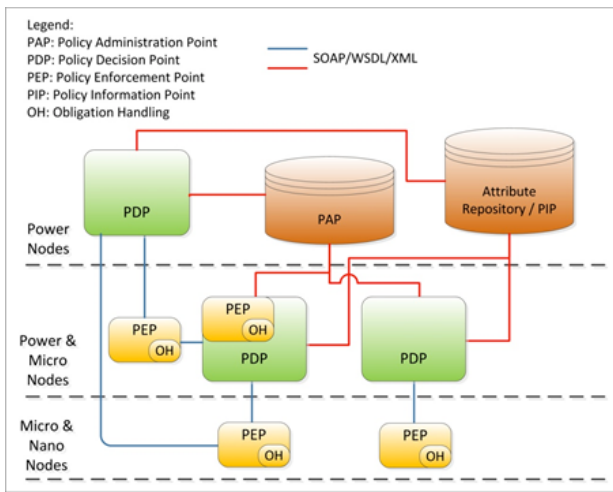 Legend:
PAP: Policy Administration Point
PDP: Policy Decision Point
PEP: Policy Enforcement Point
PIP: Policy Information Point
OH: Obligation Handling
SOAP/WSDL/XML
PDP
PAP
Attribute
Repository / PIP
Power
Nodes
PEP
OH
PEP
OH
PDP
PDP
Power &
Micro
Nodes
PEP
OH
PEP
OH
Micro &
Nano
Nodes